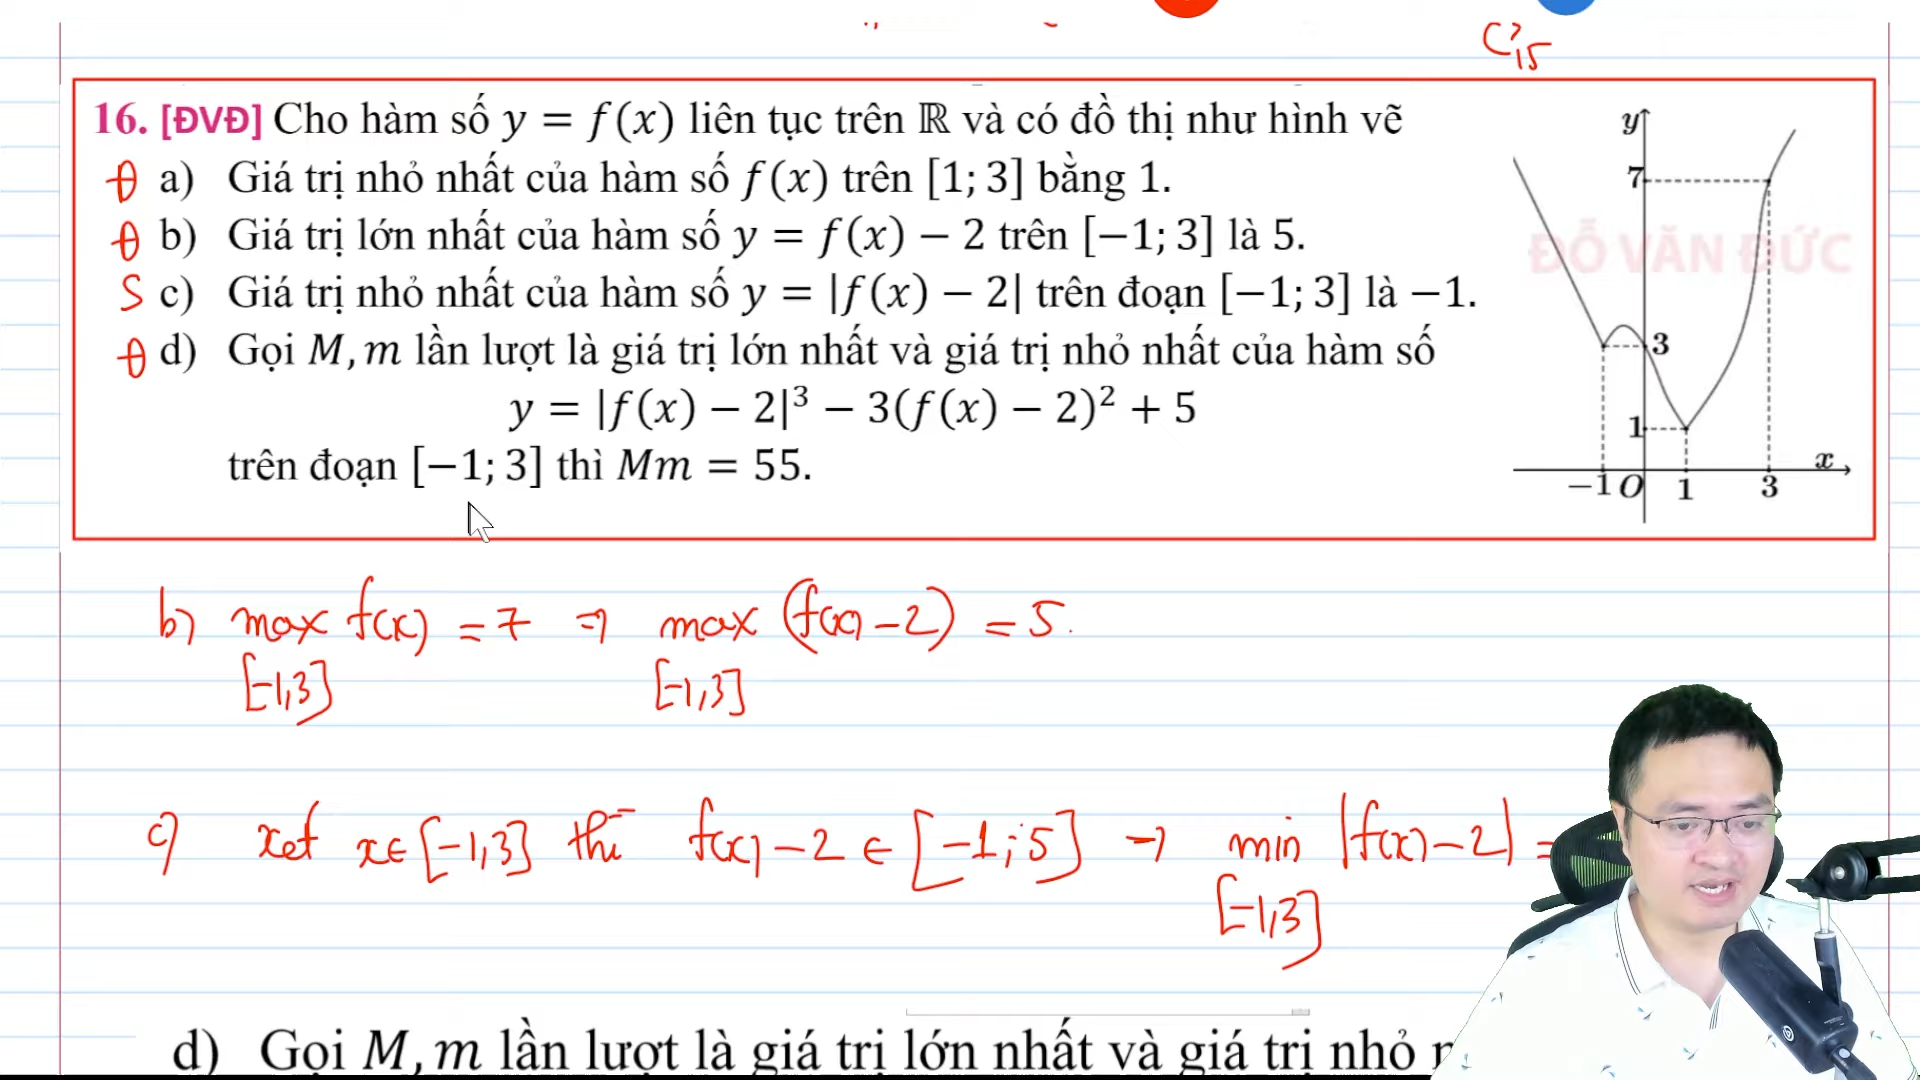 C?15
16. [ĐVĐ] Cho hàm số y = f(x) liên tục trên ℝ và có đồ thị như hình vẽ
Đ a) Giá trị nhỏ nhất của hàm số f(x) trên [1; 3] bằng 1.
Đ b) Giá trị lớn nhất của hàm số y = f(x) − 2 trên [−1; 3] là 5.
S c) Giá trị nhỏ nhất của hàm số y = |f(x) − 2| trên đoạn [−1; 3] là −1.
Đ d) Gọi M, m lần lượt là giá trị lớn nhất và giá trị nhỏ nhất của hàm số
y = |f(x) − 2|³ − 3(f(x) − 2)² + 5
trên đoạn [−1; 3] thì Mm = 55.
y
7
ĐỖ VĂN ĐỨC
3
1
x
−1 O 1 3
b) max f(x) = 7 ⇒ max (f(x) − 2) = 5.
[-1,3] [-1,3]
c) xét x ∈ [-1,3] thì f(x) − 2 ∈ [-1; 5] → min |f(x) − 2| =
[-1,3]
d) Gọi M, m lần lượt là giá trị lớn nhất và giá trị nhỏ